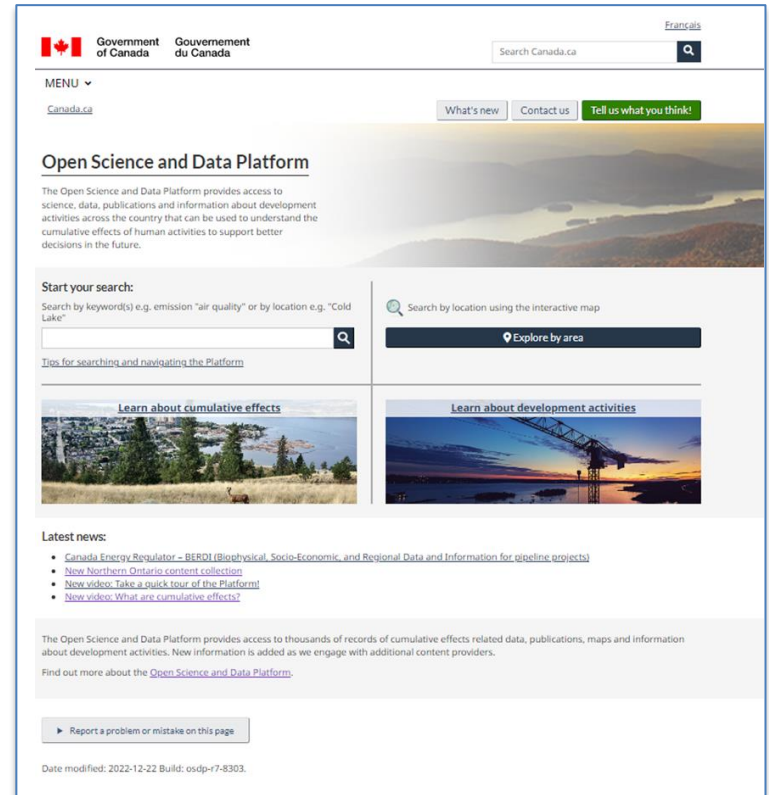 Français
Government of Canada
Gouvernement du Canada
Search Canada.ca
MENU
Canada.ca
What's new
Contact us
Tell us what you think!
Open Science and Data Platform
The Open Science and Data Platform provides access to
science, data, publications and information about development
activities across the country that can be used to understand the
cumulative effects of human activities to support better
decisions in the future.
Start your search:
Search by keyword(s) e.g. emission "air quality" or by location e.g. "Cold
Lake"
Tips for searching and navigating the Platform
Search by location using the interactive map
Explore by area
Learn about cumulative effects
Learn about development activities
Latest news:
Canada Energy Regulator – BERDI (Biophysical, Socio-Economic, and Regional Data and Information for pipeline projects)
New Northern Ontario content collection
New video: Take a quick tour of the Platform!
New video: What are cumulative effects?
The Open Science and Data Platform provides access to thousands of records of cumulative effects related data, publications, maps and information
about development activities. New information is added as we engage with additional content providers.
Find out more about the Open Science and Data Platform.
Report a problem or mistake on this page
Date modified: 2022-12-22 Build: osdp-r7-8303.